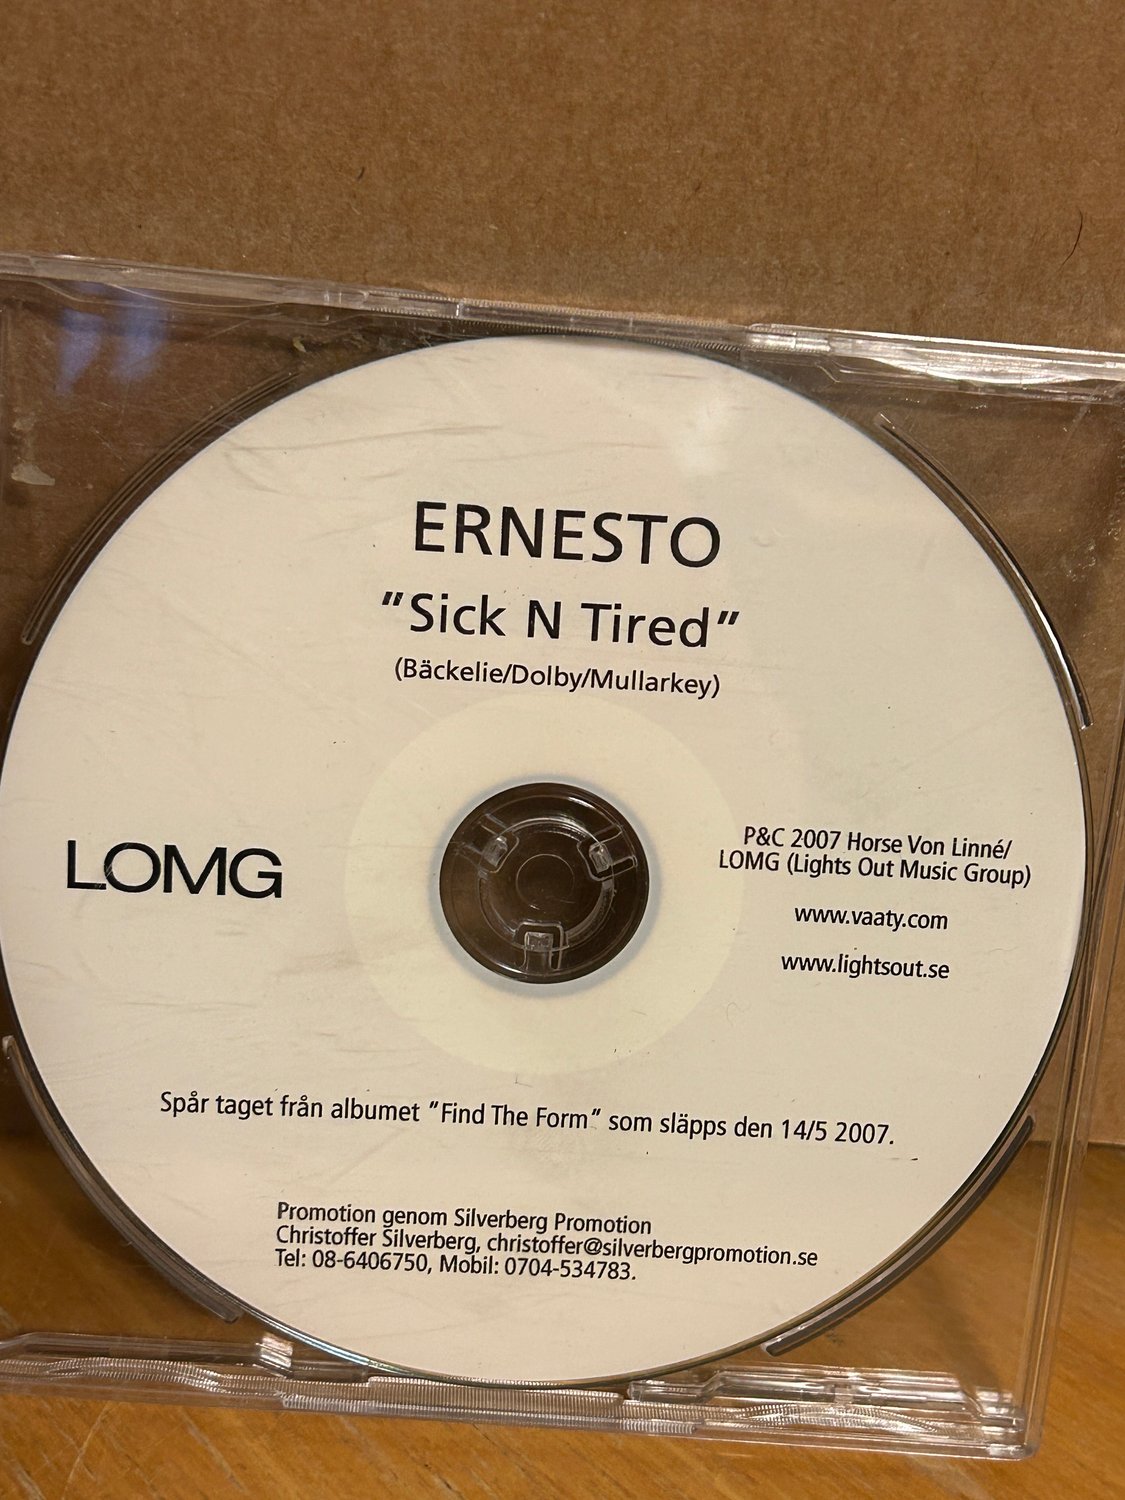 ERNESTO
"Sick N Tired"
(Bäckelie/Dolby/Mullarkey)
LOMG
P&C 2007 Horse Von Linné/
LOMG (Lights Out Music Group)
www.vaaty.com
www.lightsout.se
Spår taget från albumet "Find The Form" som släpps den 14/5 2007.
Promotion genom Silverberg Promotion
Christoffer Silverberg, christoffer@silverbergpromotion.se
Tel: 08-6406750, Mobil: 0704-534783.